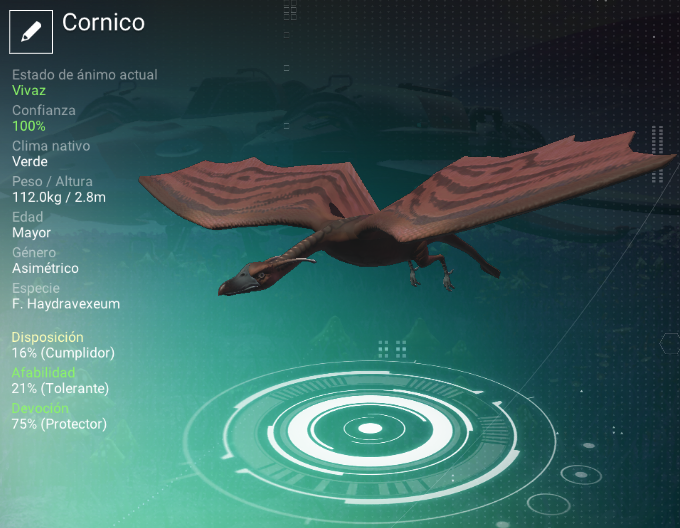 Cornico
Estado de ánimo actual
Vivaz
Confianza
100%
Clima nativo
Verde
Peso / Altura
112.0kg / 2.8m
Edad
Mayor
Género
Asimétrico
Especie
F. Haydravexeum
Disposición
16% (Cumplidor)
Afabilidad
21% (Tolerante)
Devoción
75% (Protector)